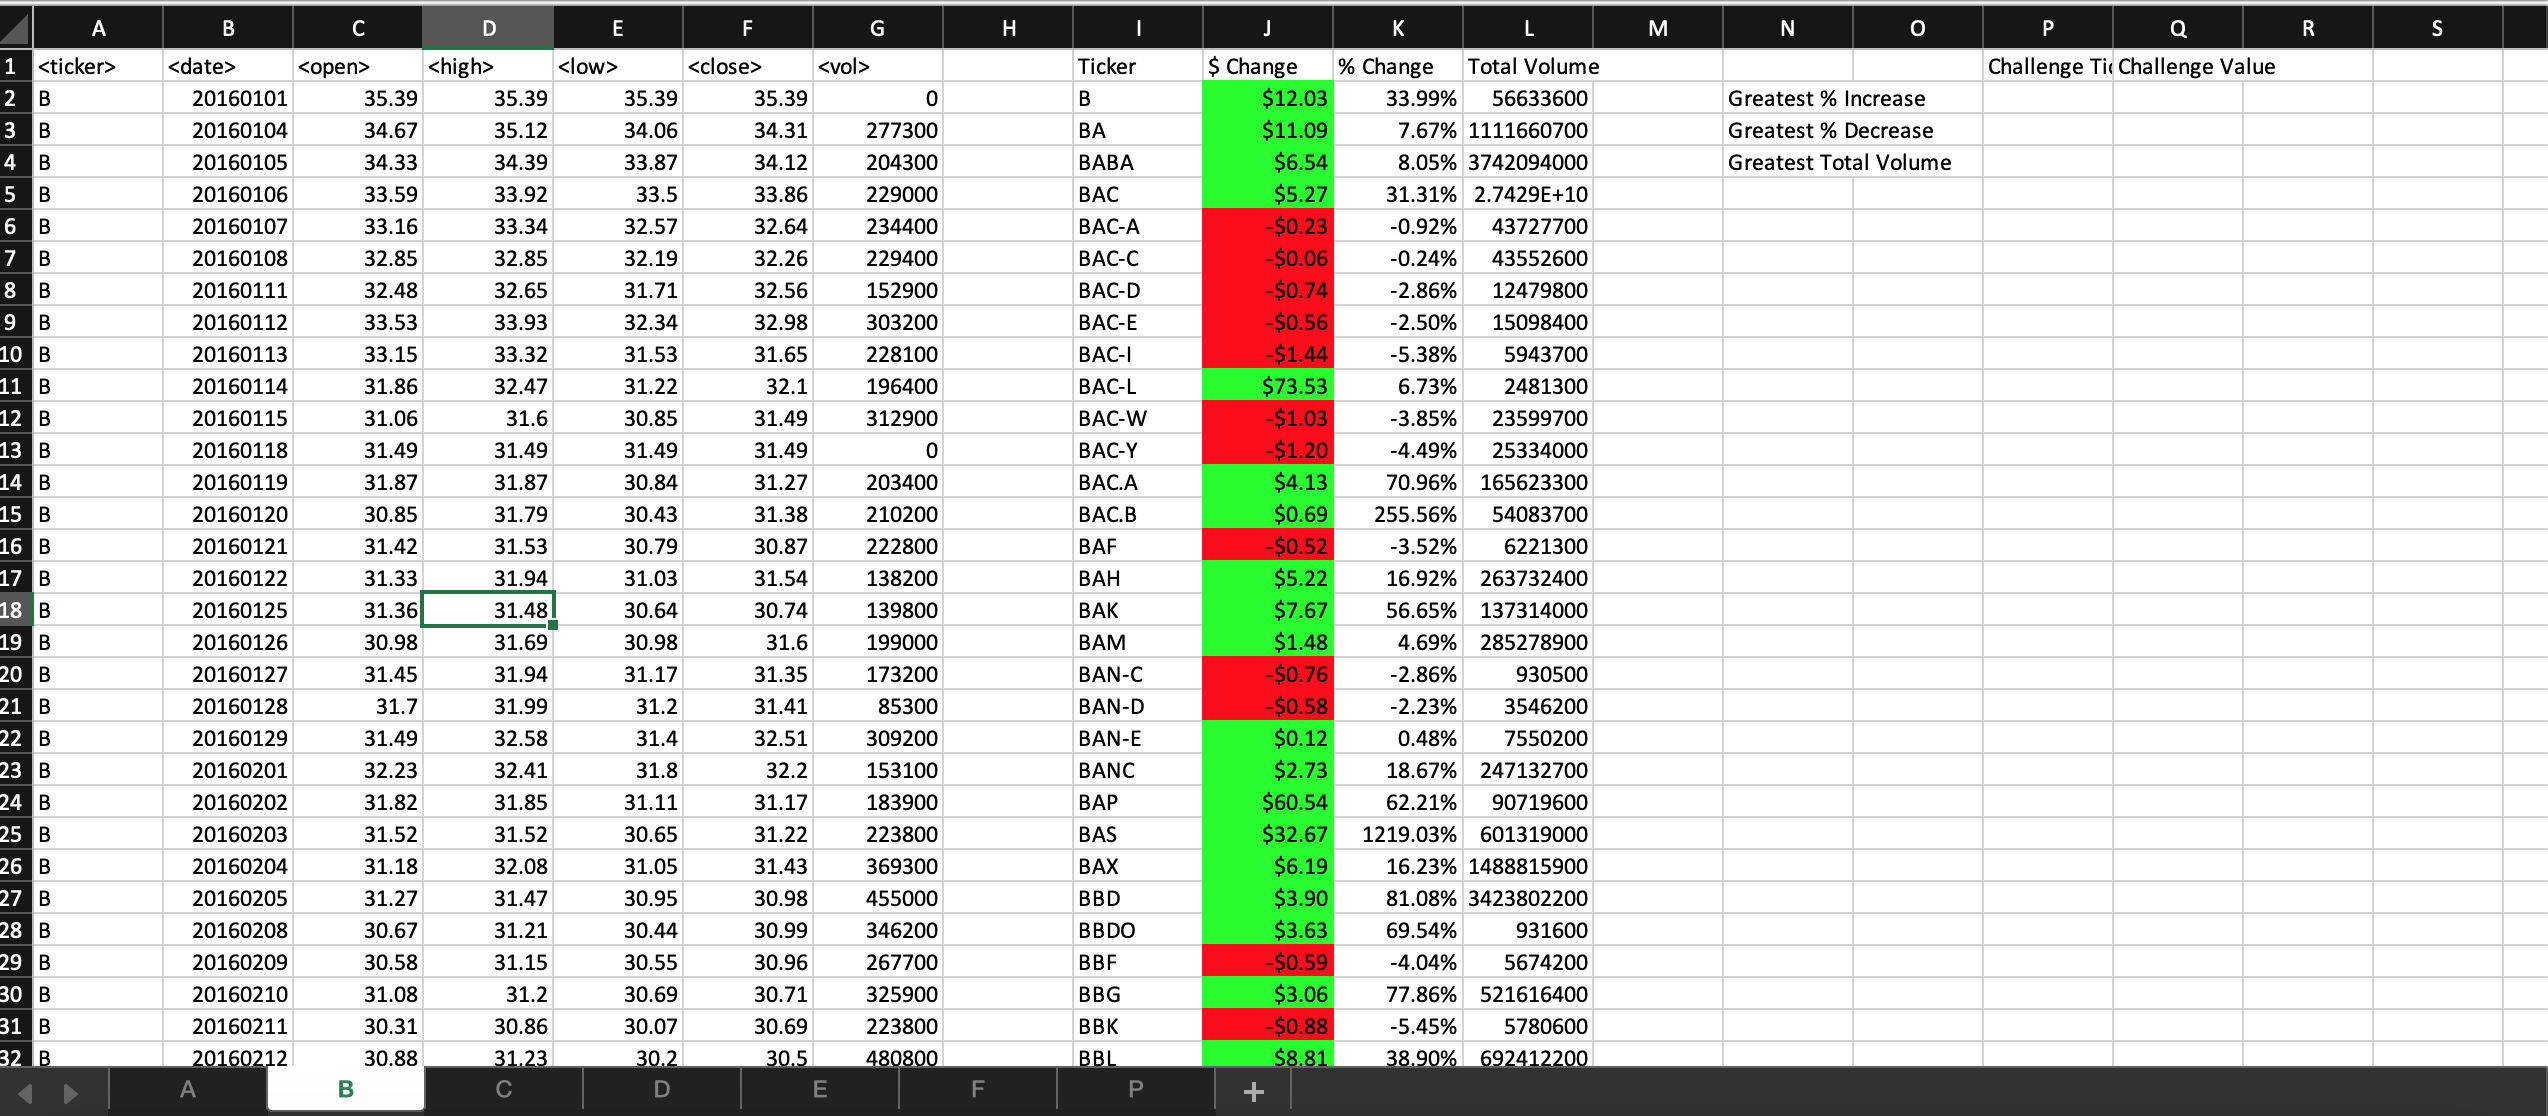 A B C D E F G H I J K L M N O P Q R S
1 <ticker> <date> <open> <high> <low> <close> <vol> Ticker $ Change % Change Total Volume Challenge Tic Challenge Value
2 B 20160101 35.39 35.39 35.39 35.39 0 B $12.03 33.99% 56633600 Greatest % Increase
3 B 20160104 34.67 35.12 34.06 34.31 277300 BA $11.09 7.67% 1111660700 Greatest % Decrease
4 B 20160105 34.33 34.39 33.87 34.12 204300 BABA $6.54 8.05% 3742094000 Greatest Total Volume
5 B 20160106 33.59 33.92 33.5 33.86 229000 BAC $5.27 31.31% 2.7429E+10
6 B 20160107 33.16 33.34 32.57 32.64 234400 BAC-A -$0.23 -0.92% 43727700
7 B 20160108 32.85 32.85 32.19 32.26 229400 BAC-C -$0.06 -0.24% 43552600
8 B 20160111 32.48 32.65 31.71 32.56 152900 BAC-D -$0.74 -2.86% 12479800
9 B 20160112 33.53 33.93 32.34 32.98 303200 BAC-E -$0.56 -2.50% 15098400
10 B 20160113 33.15 33.32 31.53 31.65 228100 BAC-I -$1.44 -5.38% 5943700
11 B 20160114 31.86 32.47 31.22 32.1 196400 BAC-L $73.53 6.73% 2481300
12 B 20160115 31.06 31.6 30.85 31.49 312900 BAC-W -$1.03 -3.85% 23599700
13 B 20160118 31.49 31.49 31.49 31.49 0 BAC-Y -$1.20 -4.49% 25334000
14 B 20160119 31.87 31.87 30.84 31.27 203400 BAC.A $4.13 70.96% 165623300
15 B 20160120 30.85 31.79 30.43 31.38 210200 BAC.B $0.69 255.56% 54083700
16 B 20160121 31.42 31.53 30.79 30.87 222800 BAF -$0.52 -3.52% 6221300
17 B 20160122 31.33 31.94 31.03 31.54 138200 BAH $5.22 16.92% 263732400
18 B 20160125 31.36 31.48 30.64 30.74 139800 BAK $7.67 56.65% 137314000
19 B 20160126 30.98 31.69 30.98 31.6 199000 BAM $1.48 4.69% 285278900
20 B 20160127 31.45 31.94 31.17 31.35 173200 BAN-C -$0.76 -2.86% 930500
21 B 20160128 31.7 31.99 31.2 31.41 85300 BAN-D -$0.58 -2.23% 3546200
22 B 20160129 31.49 32.58 31.4 32.51 309200 BAN-E $0.12 0.48% 7550200
23 B 20160201 32.23 32.41 31.8 32.2 153100 BANC $2.73 18.67% 247132700
24 B 20160202 31.82 31.85 31.11 31.17 183900 BAP $60.54 62.21% 90719600
25 B 20160203 31.52 31.52 30.65 31.22 223800 BAS $32.67 1219.03% 601319000
26 B 20160204 31.18 32.08 31.05 31.43 369300 BAX $6.19 16.23% 1488815900
27 B 20160205 31.27 31.47 30.95 30.98 455000 BBD $3.90 81.08% 3423802200
28 B 20160208 30.67 31.21 30.44 30.99 346200 BBDO $3.63 69.54% 931600
29 B 20160209 30.58 31.15 30.55 30.96 267700 BBF -$0.59 -4.04% 5674200
30 B 20160210 31.08 31.2 30.69 30.71 325900 BBG $3.06 77.86% 521616400
31 B 20160211 30.31 30.86 30.07 30.69 223800 BBK -$0.88 -5.45% 5780600
32 B 20160212 30.88 31.23 30.2 30.5 480800 BBL $8.81 38.90% 692412200
A B C D E F P +